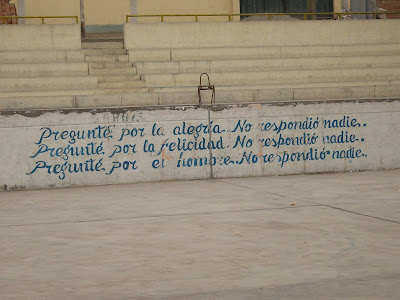 Pregunté por la alegría.. No respondió nadie..
Pregunté por la felicidad. No respondió nadie..
Pregunté por el hombre.. No respondió nadie..